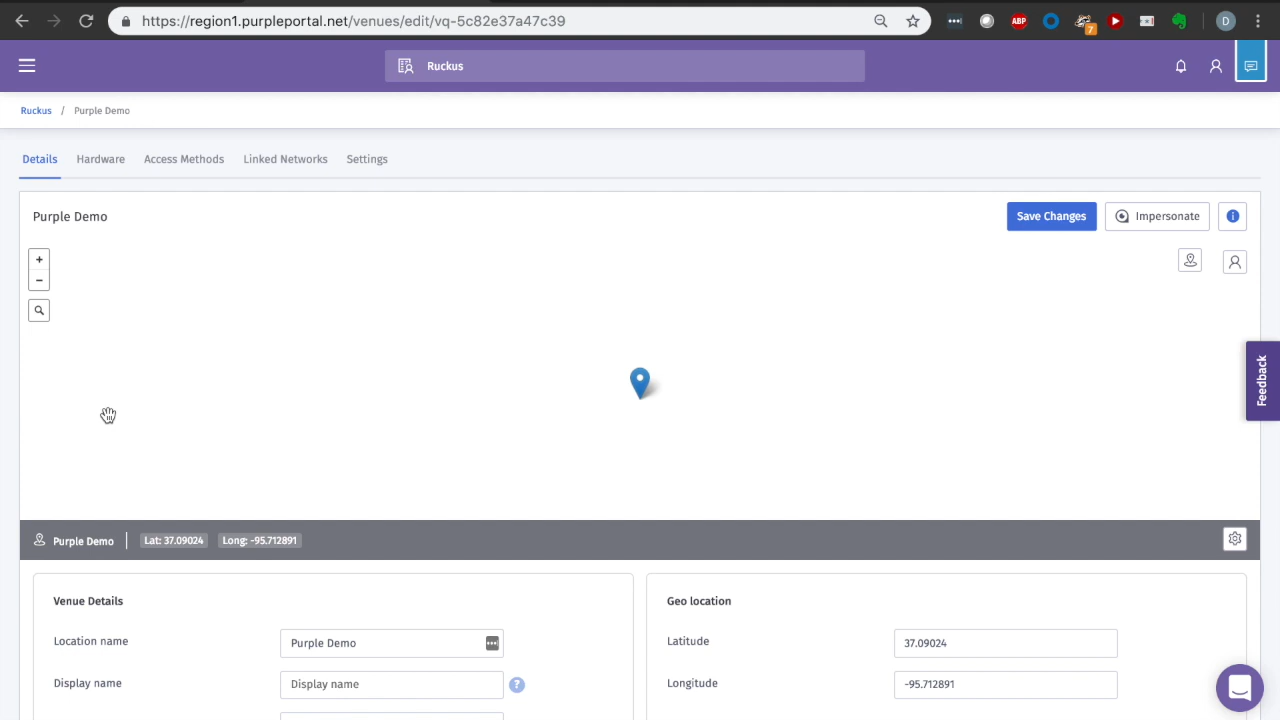 https://region1.purpleportal.net/venues/edit/vq-5c82e37a47c39
ABP
7
D
Ruckus
Ruckus / Purple Demo
Details Hardware Access Methods Linked Networks Settings
Purple Demo
Save Changes Impersonate
+
−
Feedback
Purple Demo Lat: 37.09024 Long: -95.712891
Venue Details
Location name Purple Demo
Display name Display name ?
Geo location
Latitude 37.09024
Longitude -95.712891